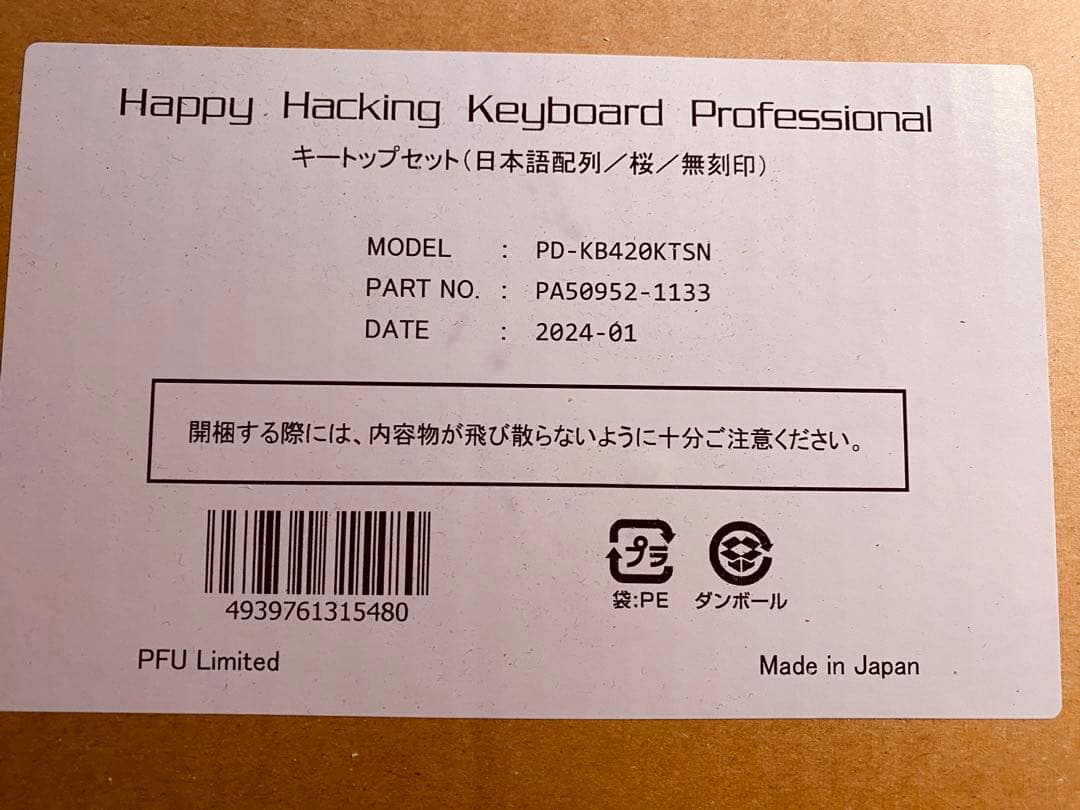 Happy Hacking Keyboard Professional
キートップセット（日本語配列／桜／無刻印）
MODEL : PD-KB420KTSN
PART NO. : PA50952-1133
DATE : 2024-01
開梱する際には、内容物が飛び散らないように十分ご注意ください。
4939761315480
プラ
袋:PE ダンボール
PFU Limited
Made in Japan